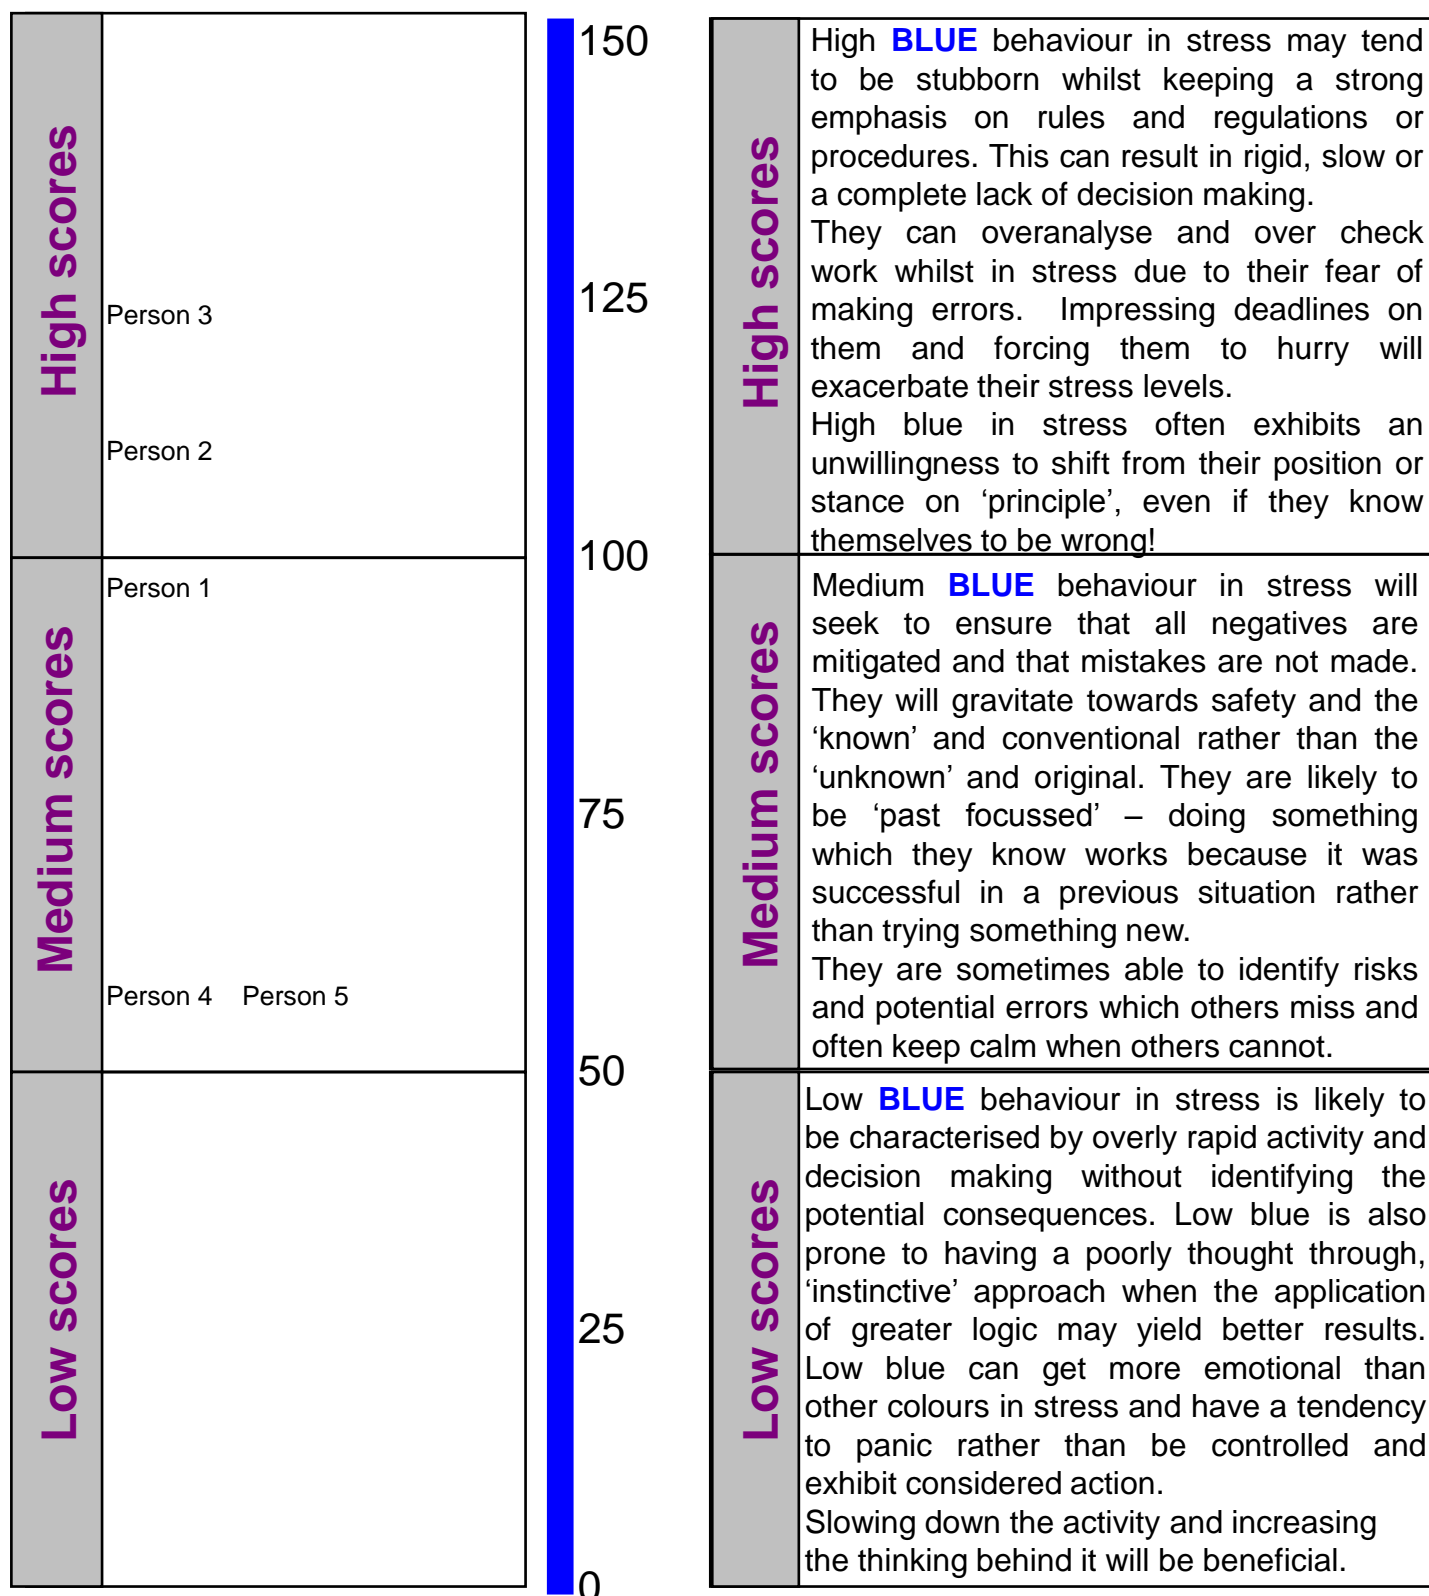 High scores
Person 3
Person 2
Medium scores
Person 1
Person 4 Person 5
Low scores
150
125
100
75
50
25
0
High scores
High BLUE behaviour in stress may tend
to be stubborn whilst keeping a strong
emphasis on rules and regulations or
procedures. This can result in rigid, slow or
a complete lack of decision making.
They can overanalyse and over check
work whilst in stress due to their fear of
making errors. Impressing deadlines on
them and forcing them to hurry will
exacerbate their stress levels.
High blue in stress often exhibits an
unwillingness to shift from their position or
stance on ‘principle’, even if they know
themselves to be wrong!
Medium scores
Medium BLUE behaviour in stress will
seek to ensure that all negatives are
mitigated and that mistakes are not made.
They will gravitate towards safety and the
‘known’ and conventional rather than the
‘unknown’ and original. They are likely to
be ‘past focussed’ – doing something
which they know works because it was
successful in a previous situation rather
than trying something new.
They are sometimes able to identify risks
and potential errors which others miss and
often keep calm when others cannot.
Low scores
Low BLUE behaviour in stress is likely to
be characterised by overly rapid activity and
decision making without identifying the
potential consequences. Low blue is also
prone to having a poorly thought through,
‘instinctive’ approach when the application
of greater logic may yield better results.
Low blue can get more emotional than
other colours in stress and have a tendency
to panic rather than be controlled and
exhibit considered action.
Slowing down the activity and increasing
the thinking behind it will be beneficial.